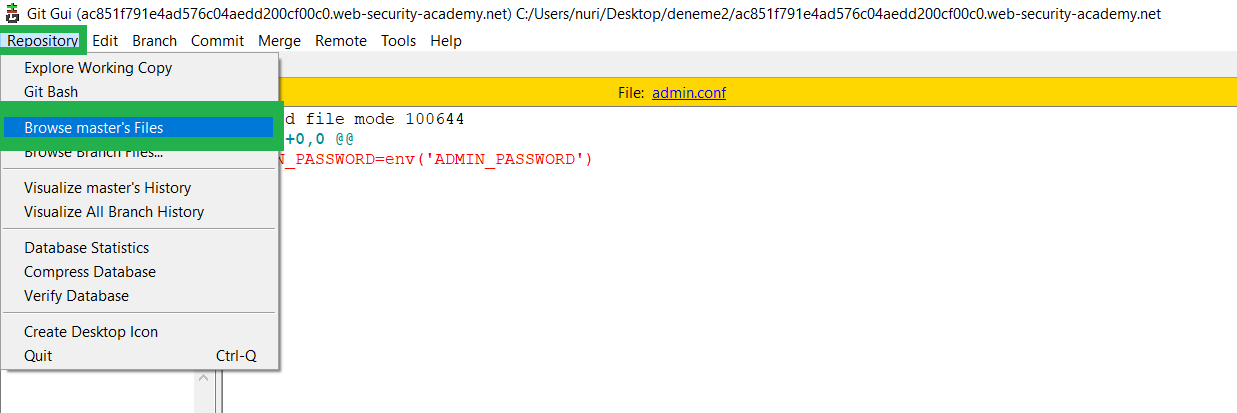 Git Gui (ac851f791e4ad576c04aedd200cf00c0.web-security-academy.net) C:/Users/nuri/Desktop/deneme2/ac851f791e4ad576c04aedd200cf00c0.web-security-academy.net
Repository Edit Branch Commit Merge Remote Tools Help
Explore Working Copy
Git Bash
Browse master's Files
Browse Branch Files...
Visualize master's History
Visualize All Branch History
Database Statistics
Compress Database
Verify Database
Create Desktop Icon
Quit Ctrl-Q
File: admin.conf
d file mode 100644
+0,0 @@
N_PASSWORD=env('ADMIN_PASSWORD')